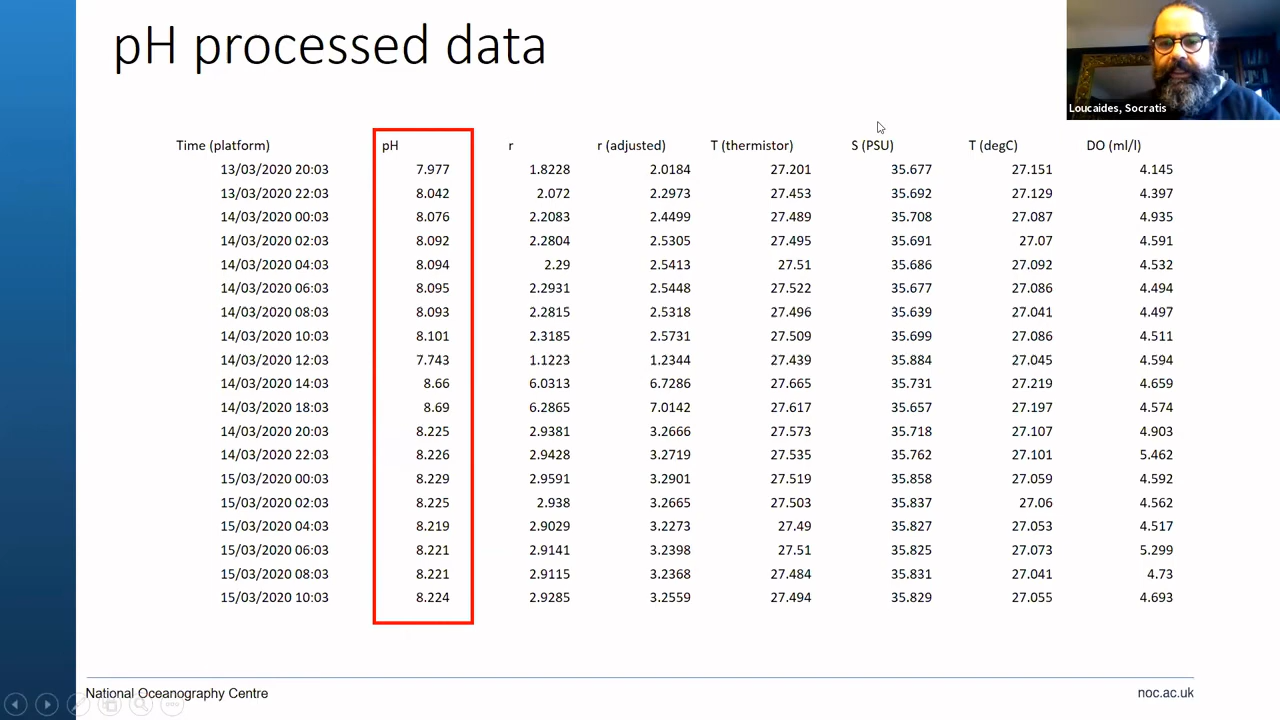 pH processed data
Loucaides, Socratis
Time (platform) pH r r (adjusted) T (thermistor) S (PSU) T (degC) DO (ml/l)
13/03/2020 20:03 7.977 1.8228 2.0184 27.201 35.677 27.151 4.145
13/03/2020 22:03 8.042 2.072 2.2973 27.453 35.692 27.129 4.397
14/03/2020 00:03 8.076 2.2083 2.4499 27.489 35.708 27.087 4.935
14/03/2020 02:03 8.092 2.2804 2.5305 27.495 35.691 27.07 4.591
14/03/2020 04:03 8.094 2.29 2.5413 27.51 35.686 27.092 4.532
14/03/2020 06:03 8.095 2.2931 2.5448 27.522 35.677 27.086 4.494
14/03/2020 08:03 8.093 2.2815 2.5318 27.496 35.639 27.041 4.497
14/03/2020 10:03 8.101 2.3185 2.5731 27.509 35.699 27.086 4.511
14/03/2020 12:03 7.743 1.1223 1.2344 27.439 35.884 27.045 4.594
14/03/2020 14:03 8.66 6.0313 6.7286 27.665 35.731 27.219 4.659
14/03/2020 18:03 8.69 6.2865 7.0142 27.617 35.657 27.197 4.574
14/03/2020 20:03 8.225 2.9381 3.2666 27.573 35.718 27.107 4.903
14/03/2020 22:03 8.226 2.9428 3.2719 27.535 35.762 27.101 5.462
15/03/2020 00:03 8.229 2.9591 3.2901 27.519 35.858 27.059 4.592
15/03/2020 02:03 8.225 2.938 3.2665 27.503 35.837 27.06 4.562
15/03/2020 04:03 8.219 2.9029 3.2273 27.49 35.827 27.053 4.517
15/03/2020 06:03 8.221 2.9141 3.2398 27.51 35.825 27.073 5.299
15/03/2020 08:03 8.221 2.9115 3.2368 27.484 35.831 27.041 4.73
15/03/2020 10:03 8.224 2.9285 3.2559 27.494 35.829 27.055 4.693
National Oceanography Centre
noc.ac.uk